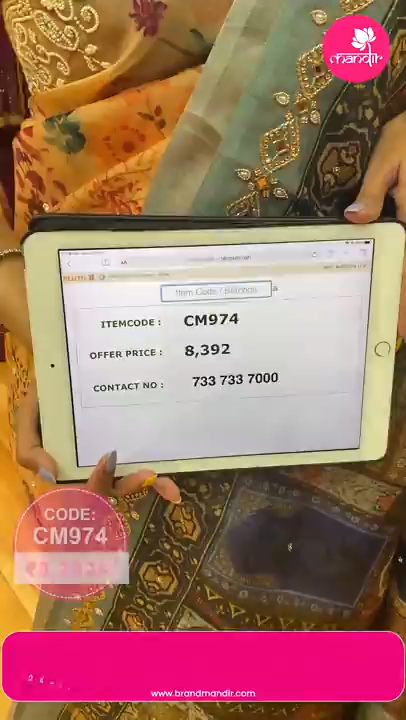 mandir
Item Code / Barcode
ITEMCODE : CM974
OFFER PRICE : 8,392
CONTACT NO : 733 733 7000
CODE:
CM974
www.brandmandir.com